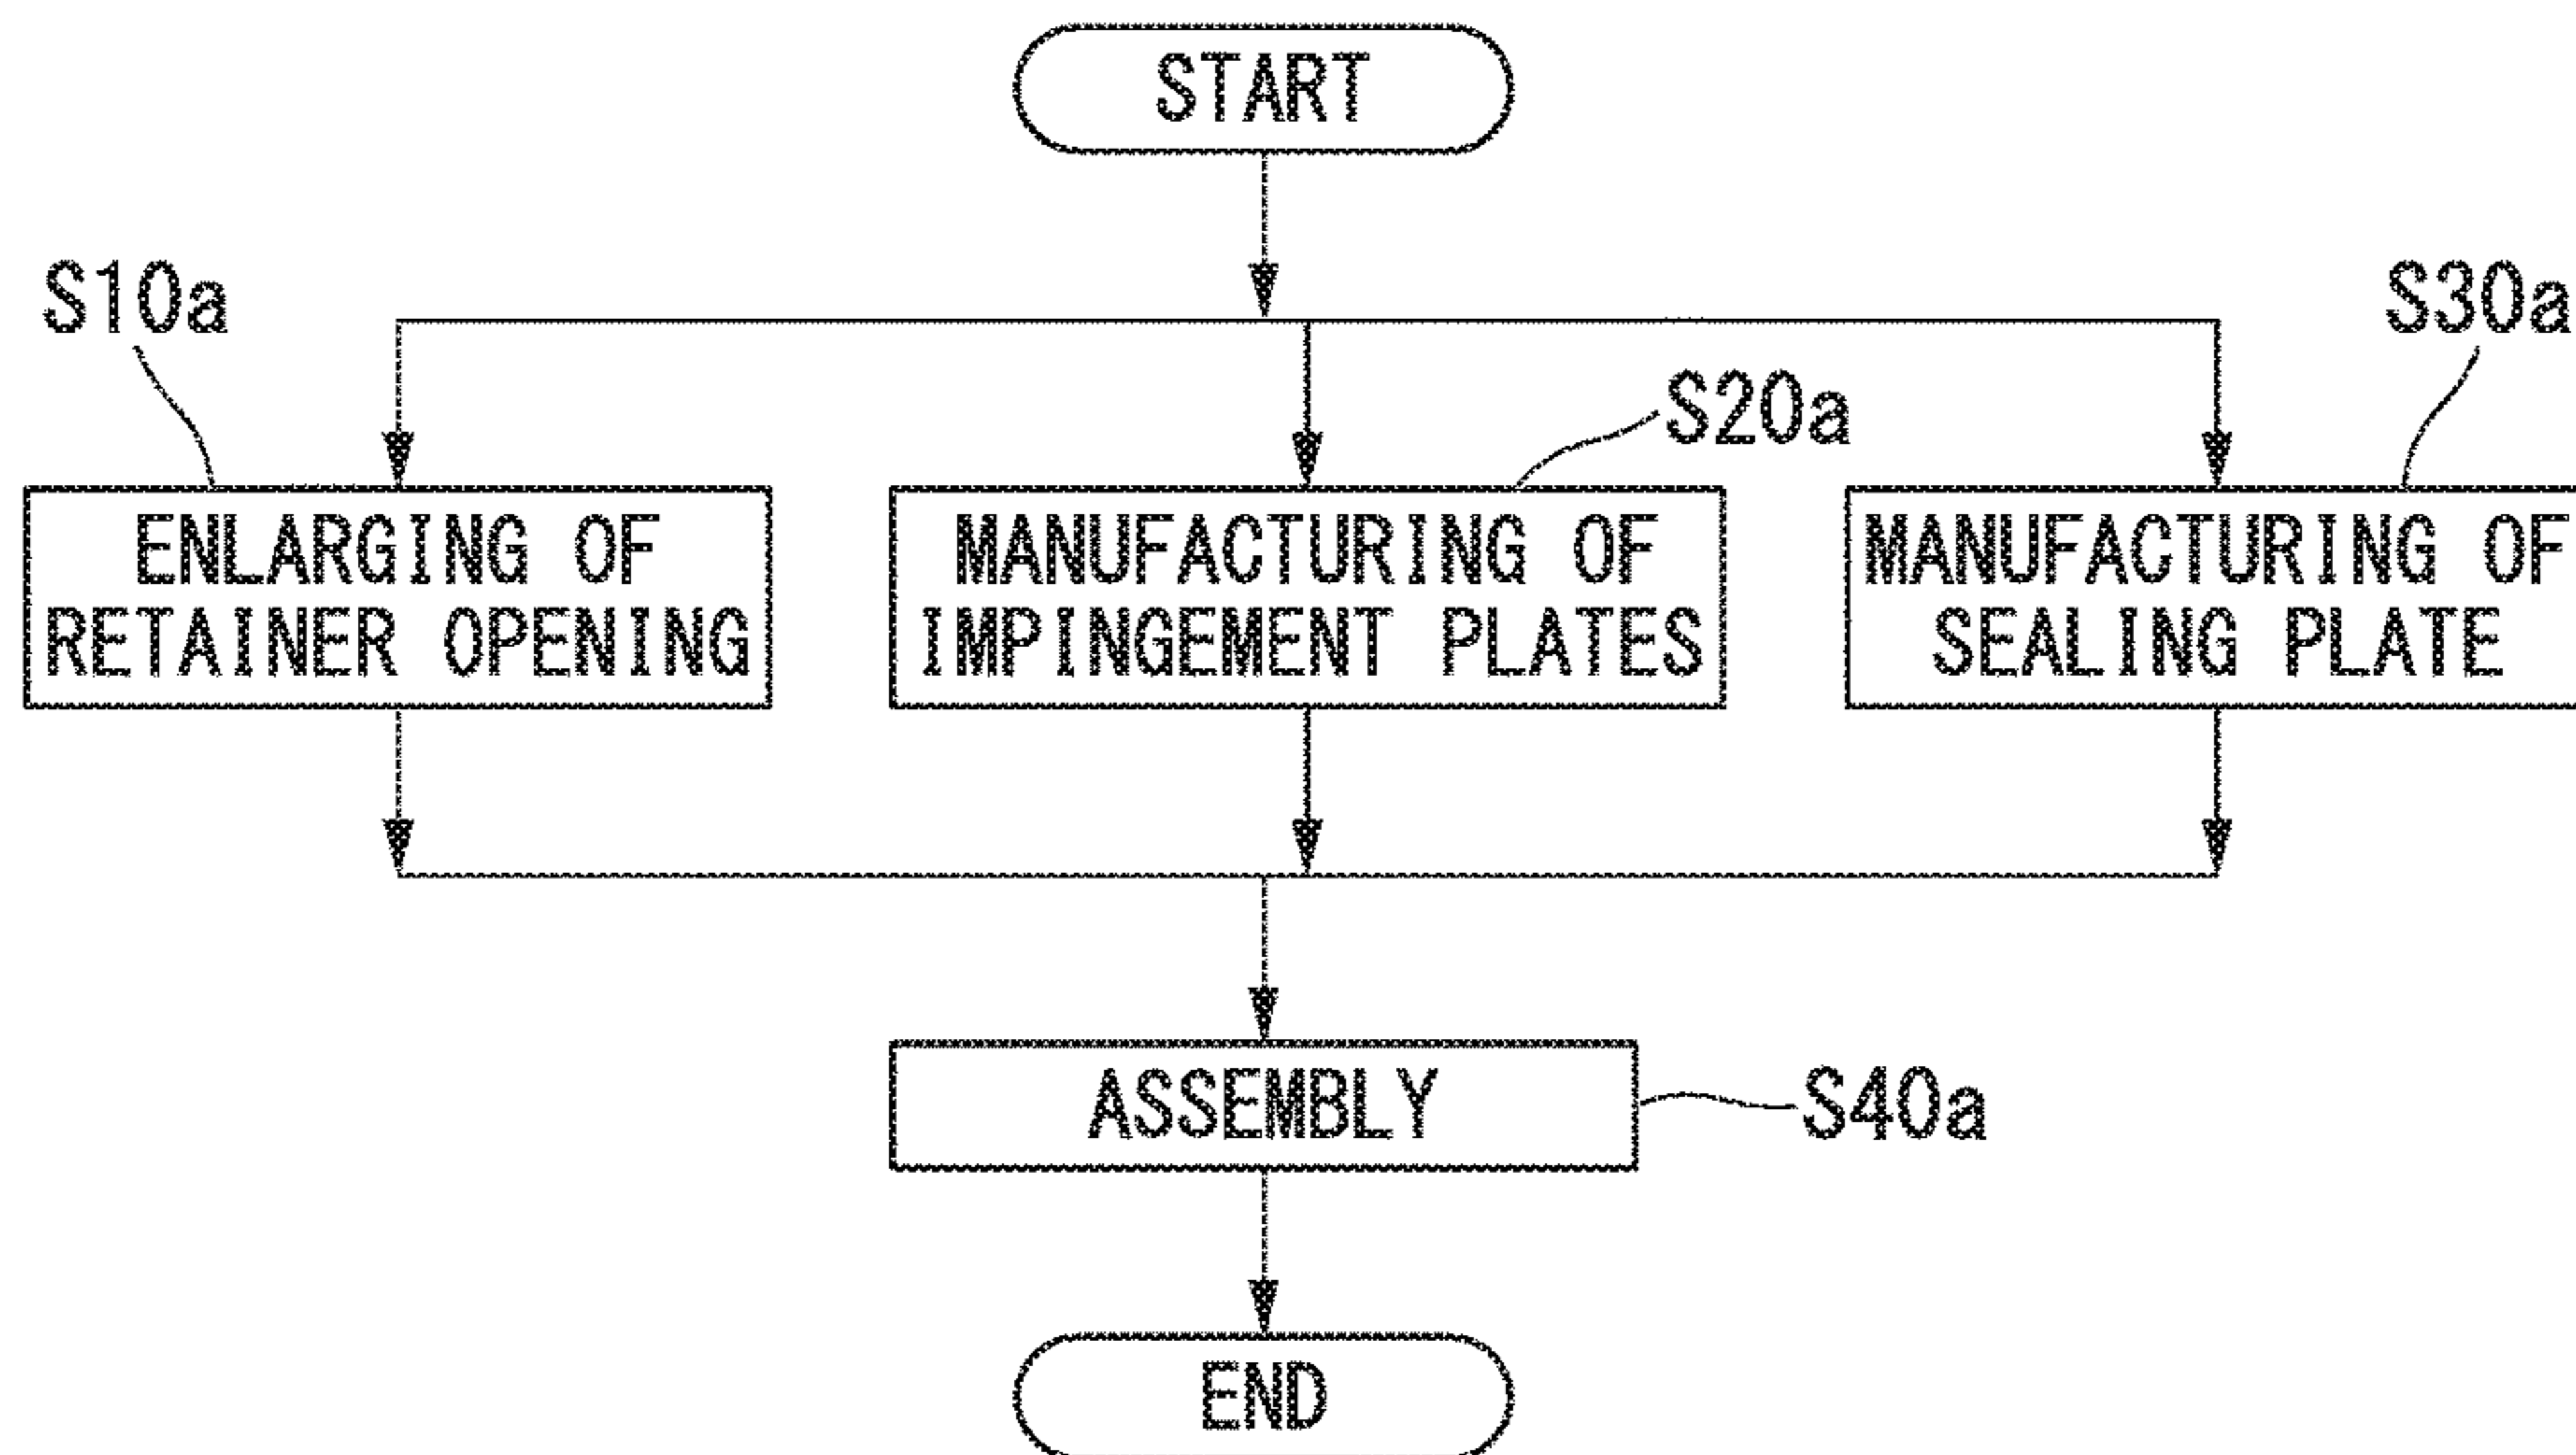 START
S10a
S30a
S20a
ENLARGING OF
RETAINER OPENING
MANUFACTURING OF
IMPINGEMENT PLATES
MANUFACTURING OF
SEALING PLATE
ASSEMBLY
S40a
END